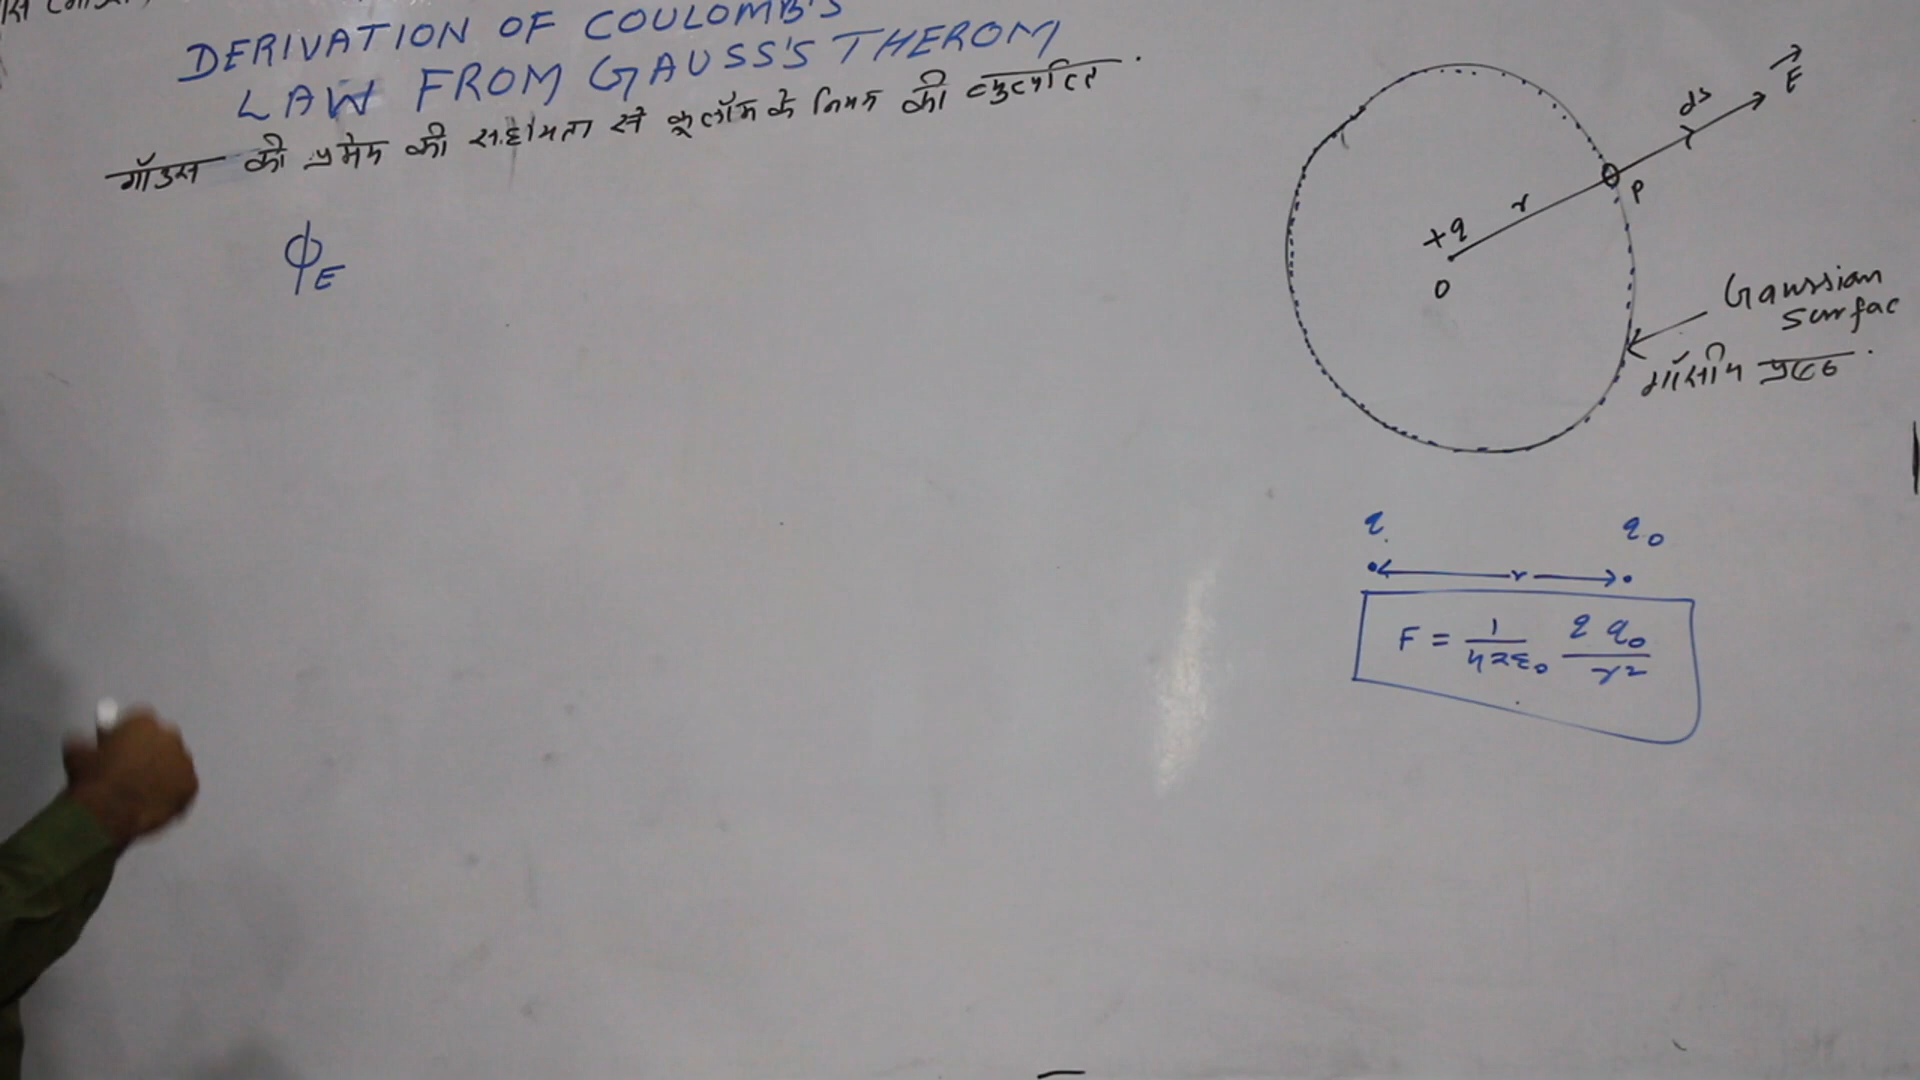 DERIVATION OF COULOMB'S
LAW FROM GAUSS'S THEROM
गॉउस की प्रमेय की सहायता से कूलॉम के नियम की व्युत्पत्ति
ϕE
E
ds
P
r
+q
O
Gaussian
surfac
गॉसीय पृष्ठ
q q0
r
F = 1/4πε0 q q0/r2